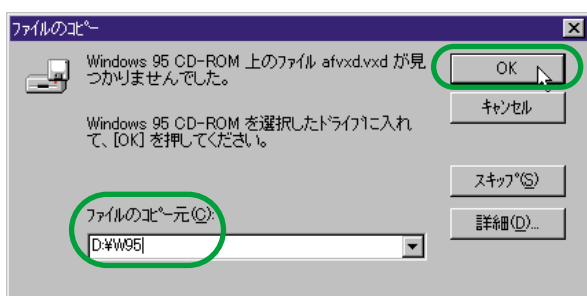 ファイルのコピー
Windows 95 CD-ROM 上のファイル afvxd.vxd が見
つかりませんでした。
OK
キャンセル
Windows 95 CD-ROM を選択したドライブに入れ
て、[OK] を押してください。
スキップ(S)
ファイルのコピー元(C):
詳細(D)...
D:¥W95